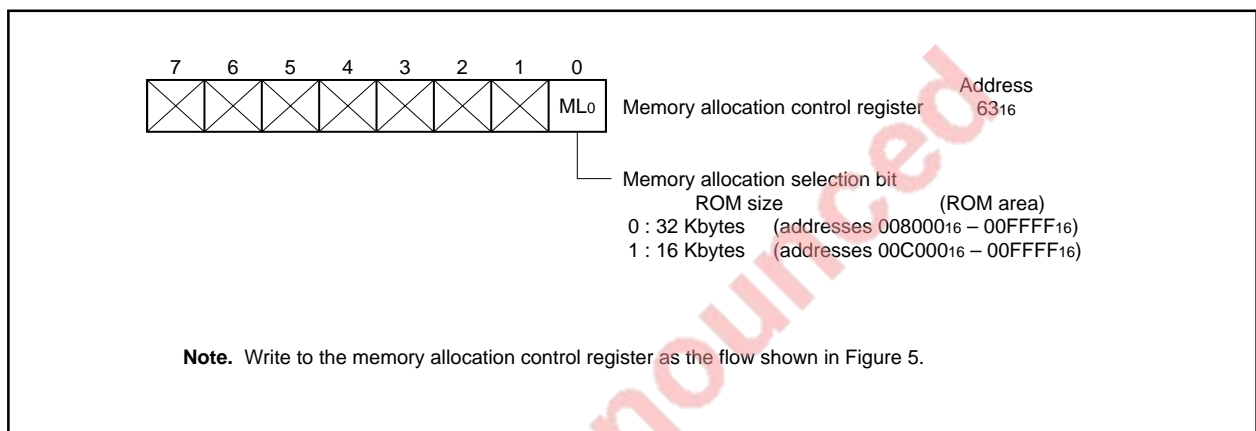 7 6 5 4 3 2 1 0
Address
ML0 Memory allocation control register 6316
Memory allocation selection bit
ROM size (ROM area)
0 : 32 Kbytes (addresses 00800016 – 00FFFF16)
1 : 16 Kbytes (addresses 00C00016 – 00FFFF16)
Note. Write to the memory allocation control register as the flow shown in Figure 5.
nounced